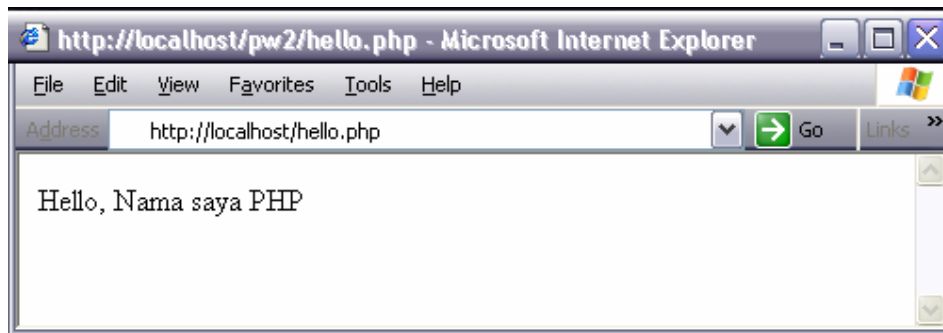 http://localhost/pw2/hello.php - Microsoft Internet Explorer
File Edit View Favorites Tools Help
Address http://localhost/hello.php Go Links »
Hello, Nama saya PHP